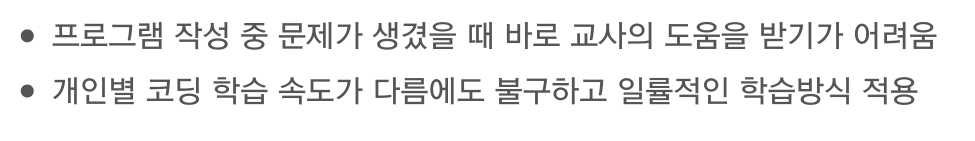 • 프로그램 작성 중 문제가 생겼을 때 바로 교사의 도움을 받기가 어려움
• 개인별 코딩 학습 속도가 다름에도 불구하고 일률적인 학습방식 적용